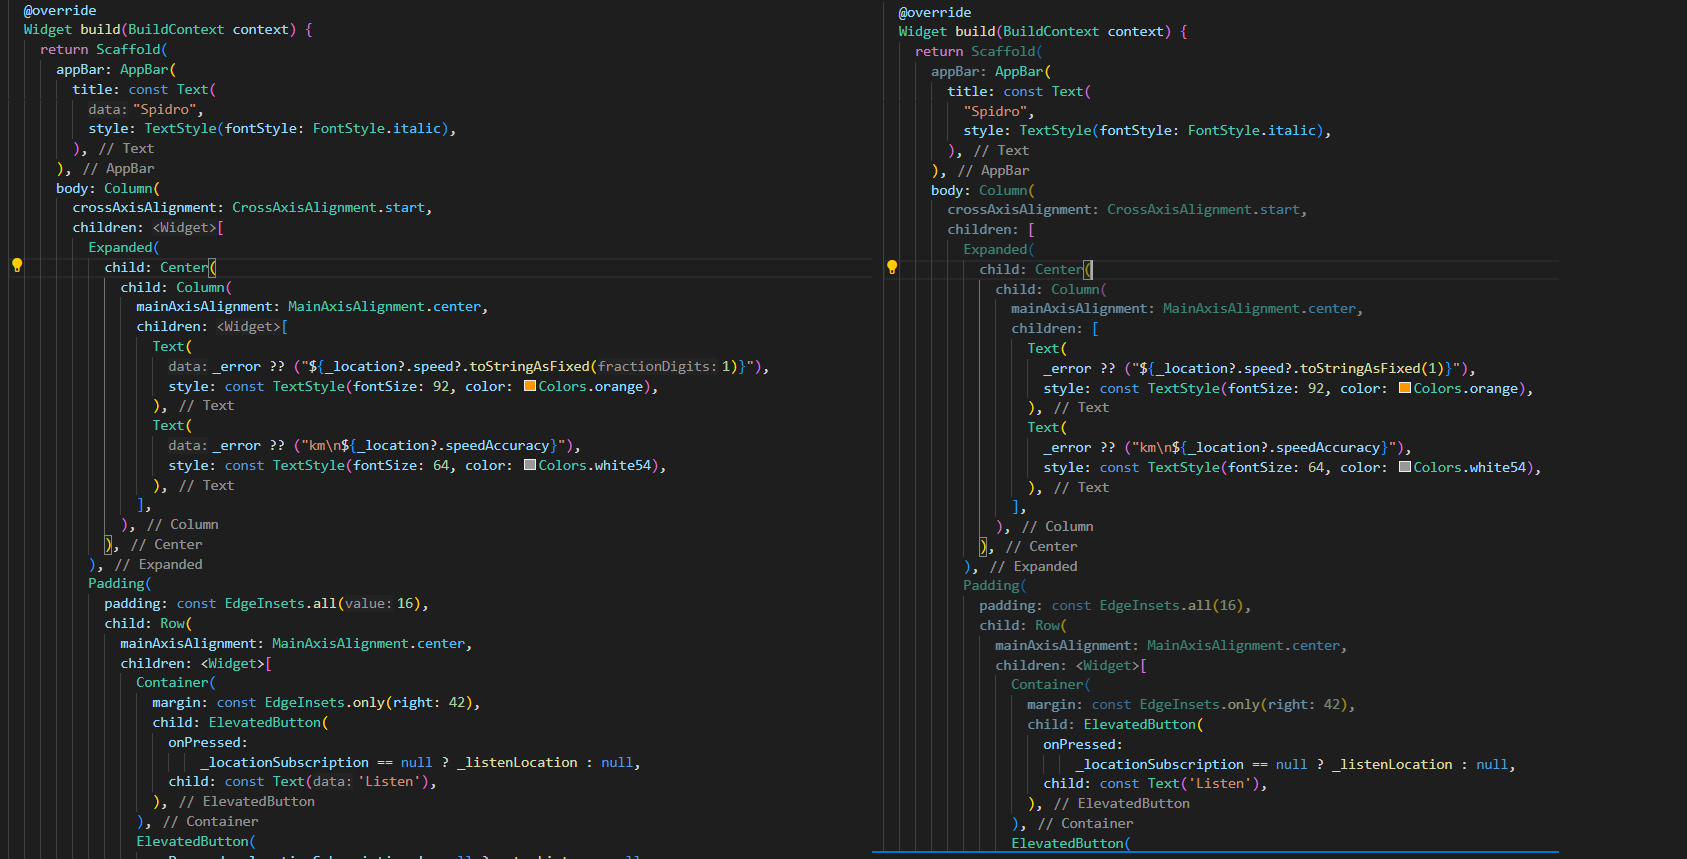 @override
Widget build(BuildContext context) {
return Scaffold(
appBar: AppBar(
title: const Text(
data: "Spidro",
style: TextStyle(fontStyle: FontStyle.italic),
), // Text
), // AppBar
body: Column(
crossAxisAlignment: CrossAxisAlignment.start,
children: <Widget>[
Expanded(
child: Center(
child: Column(
mainAxisAlignment: MainAxisAlignment.center,
children: <Widget>[
Text(
data: _error ?? ("${_location?.speed?.toStringAsFixed(fractionDigits: 1)}"),
style: const TextStyle(fontSize: 92, color: Colors.orange),
), // Text
Text(
data: _error ?? ("km\n${_location?.speedAccuracy}"),
style: const TextStyle(fontSize: 64, color: Colors.white54),
), // Text
],
), // Column
), // Center
), // Expanded
Padding(
padding: const EdgeInsets.all(value: 16),
child: Row(
mainAxisAlignment: MainAxisAlignment.center,
children: <Widget>[
Container(
margin: const EdgeInsets.only(right: 42),
child: ElevatedButton(
onPressed:
_locationSubscription == null ? _listenLocation : null,
child: const Text(data: 'Listen'),
), // ElevatedButton
), // Container
ElevatedButton(
@override
Widget build(BuildContext context) {
return Scaffold(
appBar: AppBar(
title: const Text(
"Spidro",
style: TextStyle(fontStyle: FontStyle.italic),
), // Text
), // AppBar
body: Column(
crossAxisAlignment: CrossAxisAlignment.start,
children: [
Expanded(
child: Center(
child: Column(
mainAxisAlignment: MainAxisAlignment.center,
children: [
Text(
_error ?? ("${_location?.speed?.toStringAsFixed(1)}"),
style: const TextStyle(fontSize: 92, color: Colors.orange),
), // Text
Text(
_error ?? ("km\n${_location?.speedAccuracy}"),
style: const TextStyle(fontSize: 64, color: Colors.white54),
), // Text
],
), // Column
), // Center
), // Expanded
Padding(
padding: const EdgeInsets.all(16),
child: Row(
mainAxisAlignment: MainAxisAlignment.center,
children: <Widget>[
Container(
margin: const EdgeInsets.only(right: 42),
child: ElevatedButton(
onPressed:
_locationSubscription == null ? _listenLocation : null,
child: const Text('Listen'),
), // ElevatedButton
), // Container
ElevatedButton(